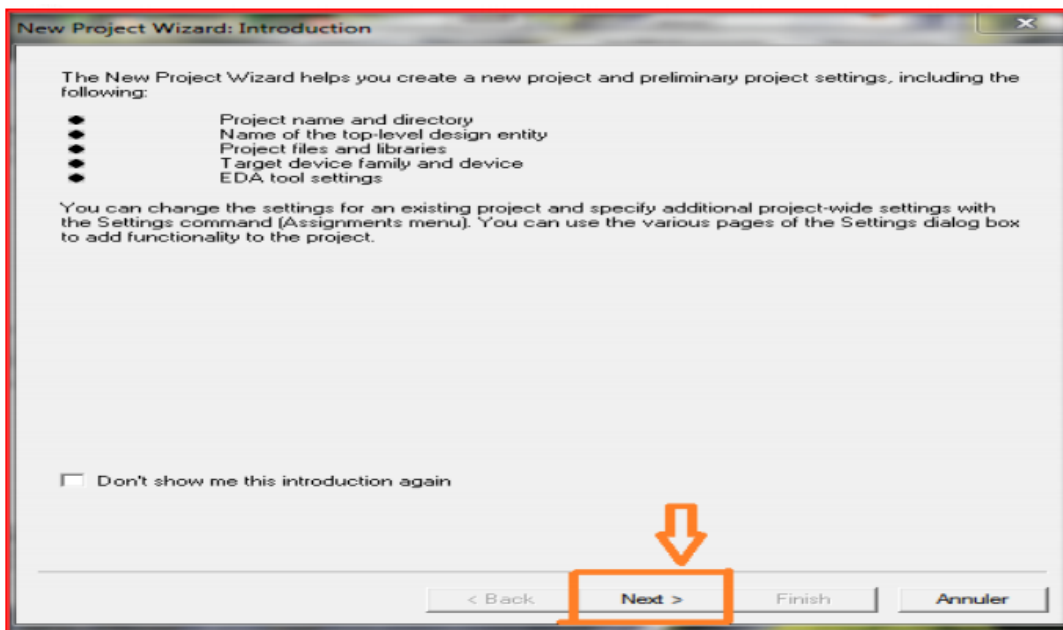 New Project Wizard: Introduction
The New Project Wizard helps you create a new project and preliminary project settings, including the
following:
Project name and directory
Name of the top-level design entity
Project files and libraries
Target device family and device
EDA tool settings
You can change the settings for an existing project and specify additional project-wide settings with
the Settings command (Assignments menu). You can use the various pages of the Settings dialog box
to add functionality to the project.
Don't show me this introduction again
< Back Next > Finish Annuler